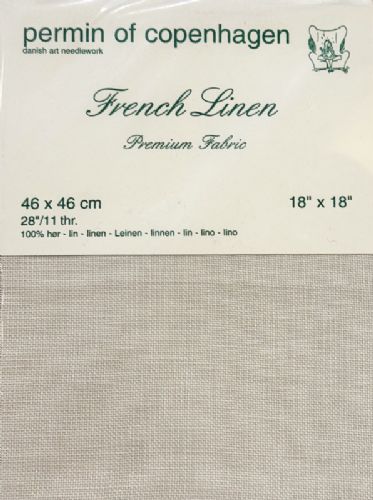 permin of copenhagen
danish art needlework
French Linen
Premium Fabric
46 x 46 cm 18" x 18"
28"/11 thr.
100% hør - lin - linen - Leinen - linnen - lin - lino - lino